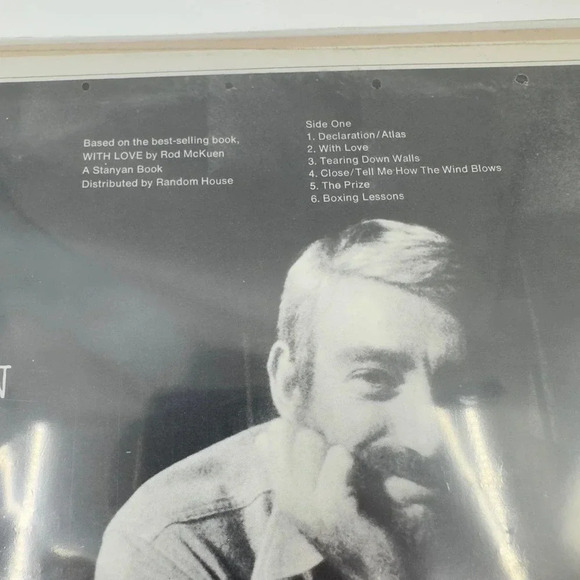 Based on the best-selling book,
WITH LOVE by Rod McKuen
A Stanyan Book
Distributed by Random House
Side One
1. Declaration/Atlas
2. With Love
3. Tearing Down Walls
4. Close/Tell Me How The Wind Blows
5. The Prize
6. Boxing Lessons